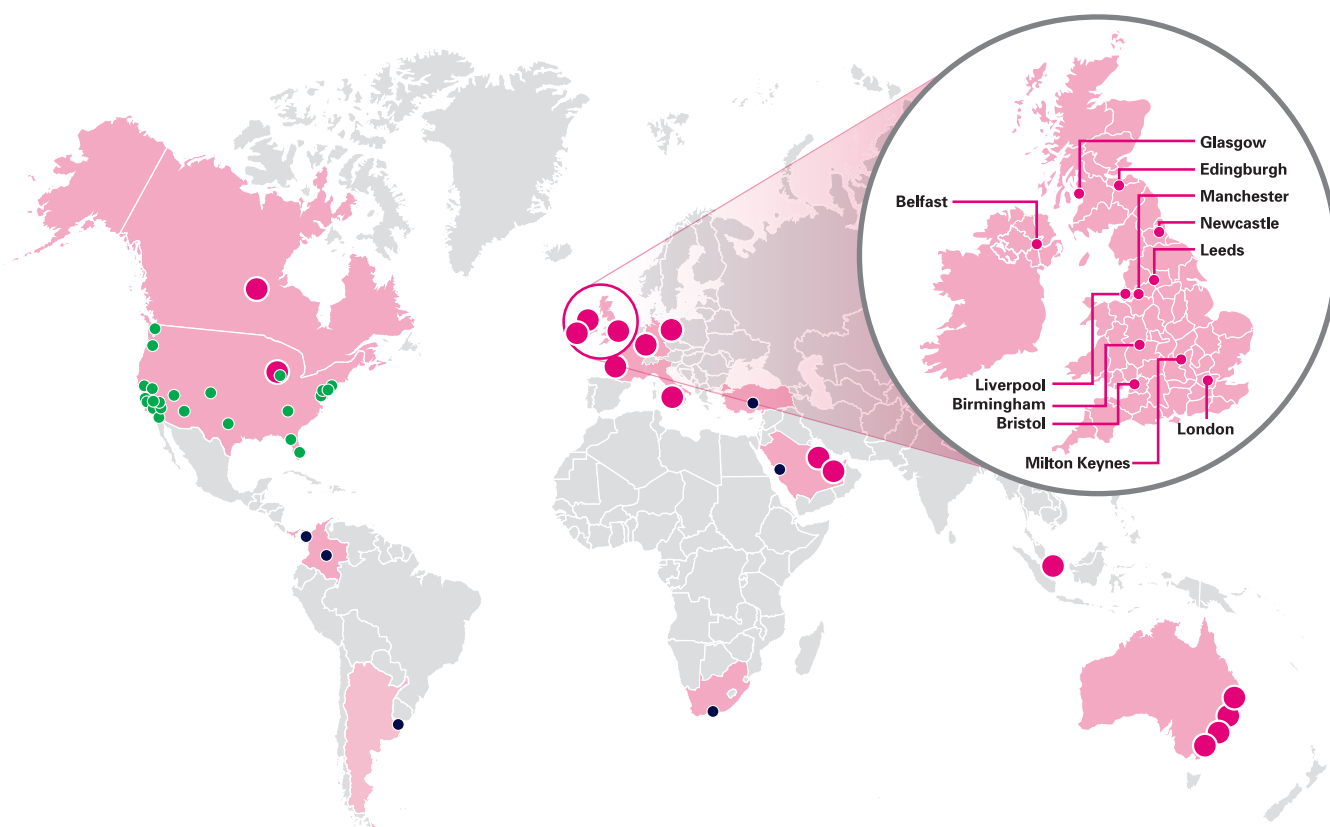 Glasgow
Edingburgh
Manchester
Belfast
Newcastle
Leeds
Liverpool
Birmingham
Bristol
London
Milton Keynes